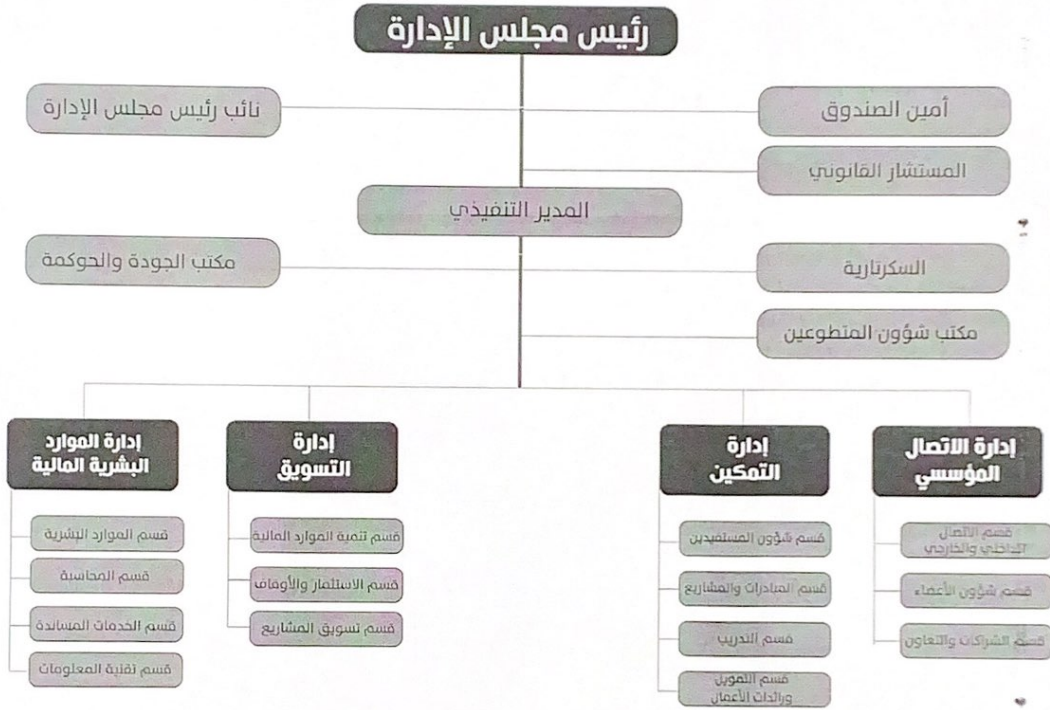 رئيس مجلس الإدارة
أمين الصندوق
نائب رئيس مجلس الإدارة
المستشار القانوني
المدير التنفيذي
السكرتارية
مكتب الجودة والحوكمة
مكتب شؤون المتطوعين
إدارة الاتصال
المؤسسي
قسم الاتصال
الداخلي والخارجي
قسم شؤون الأعضاء
قسم الشراكات والتعاون
إدارة
التمكين
قسم شؤون المستفيدين
قسم المبادرات والمشاريع
قسم التدريب
قسم التمويل
ورائدات الأعمال
إدارة
التسويق
قسم تنمية الموارد المالية
قسم الاستثمار والأوقاف
قسم تسويق المشاريع
إدارة الموارد
البشرية المالية
قسم الموارد البشرية
قسم المحاسبة
قسم الخدمات المساندة
قسم تقنية المعلومات